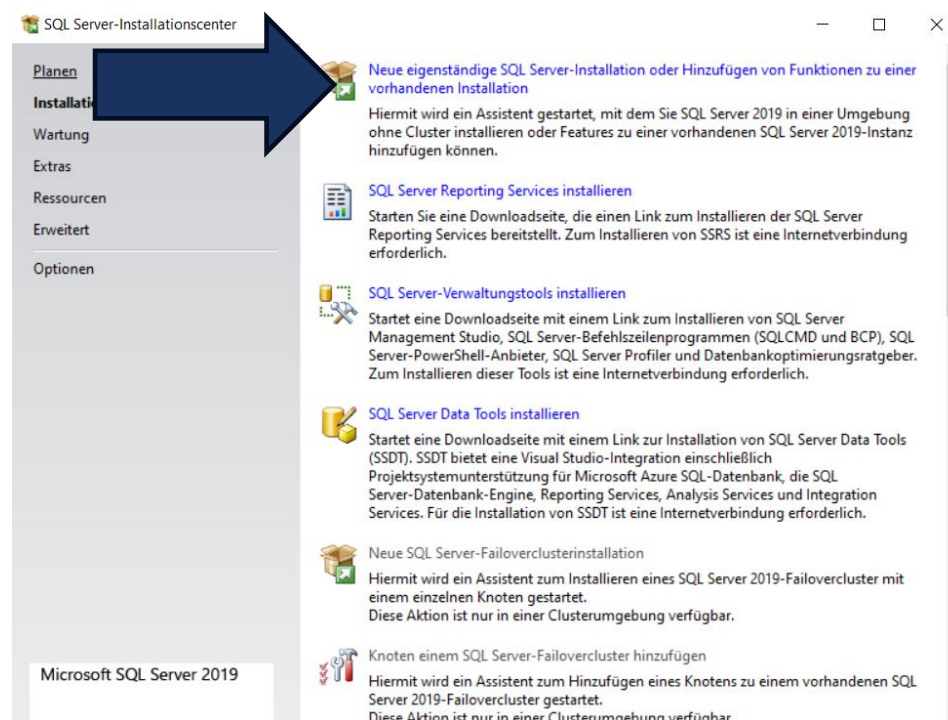 SQL Server-Installationscenter
Planen
Installati
Wartung
Extras
Ressourcen
Erweitert
Optionen
Microsoft SQL Server 2019
Neue eigenständige SQL Server-Installation oder Hinzufügen von Funktionen zu einer
vorhandenen Installation
Hiermit wird ein Assistent gestartet, mit dem Sie SQL Server 2019 in einer Umgebung
ohne Cluster installieren oder Features zu einer vorhandenen SQL Server 2019-Instanz
hinzufügen können.
SQL Server Reporting Services installieren
Starten Sie eine Downloadseite, die einen Link zum Installieren der SQL Server
Reporting Services bereitstellt. Zum Installieren von SSRS ist eine Internetverbindung
erforderlich.
SQL Server-Verwaltungstools installieren
Startet eine Downloadseite mit einem Link zum Installieren von SQL Server
Management Studio, SQL Server-Befehlszeilenprogrammen (SQLCMD und BCP), SQL
Server-PowerShell-Anbieter, SQL Server Profiler und Datenbankoptimierungsratgeber.
Zum Installieren dieser Tools ist eine Internetverbindung erforderlich.
SQL Server Data Tools installieren
Startet eine Downloadseite mit einem Link zur Installation von SQL Server Data Tools
(SSDT). SSDT bietet eine Visual Studio-Integration einschließlich
Projektsystemunterstützung für Microsoft Azure SQL-Datenbank, die SQL
Server-Datenbank-Engine, Reporting Services, Analysis Services und Integration
Services. Für die Installation von SSDT ist eine Internetverbindung erforderlich.
Neue SQL Server-Failoverclusterinstallation
Hiermit wird ein Assistent zum Installieren eines SQL Server 2019-Failovercluster mit
einem einzelnen Knoten gestartet.
Diese Aktion ist nur in einer Clusterumgebung verfügbar.
Knoten einem SQL Server-Failovercluster hinzufügen
Hiermit wird ein Assistent zum Hinzufügen eines Knotens zu einem vorhandenen SQL
Server 2019-Failovercluster gestartet.
Diese Aktion ist nur in einer Clusterumgebung verfügbar